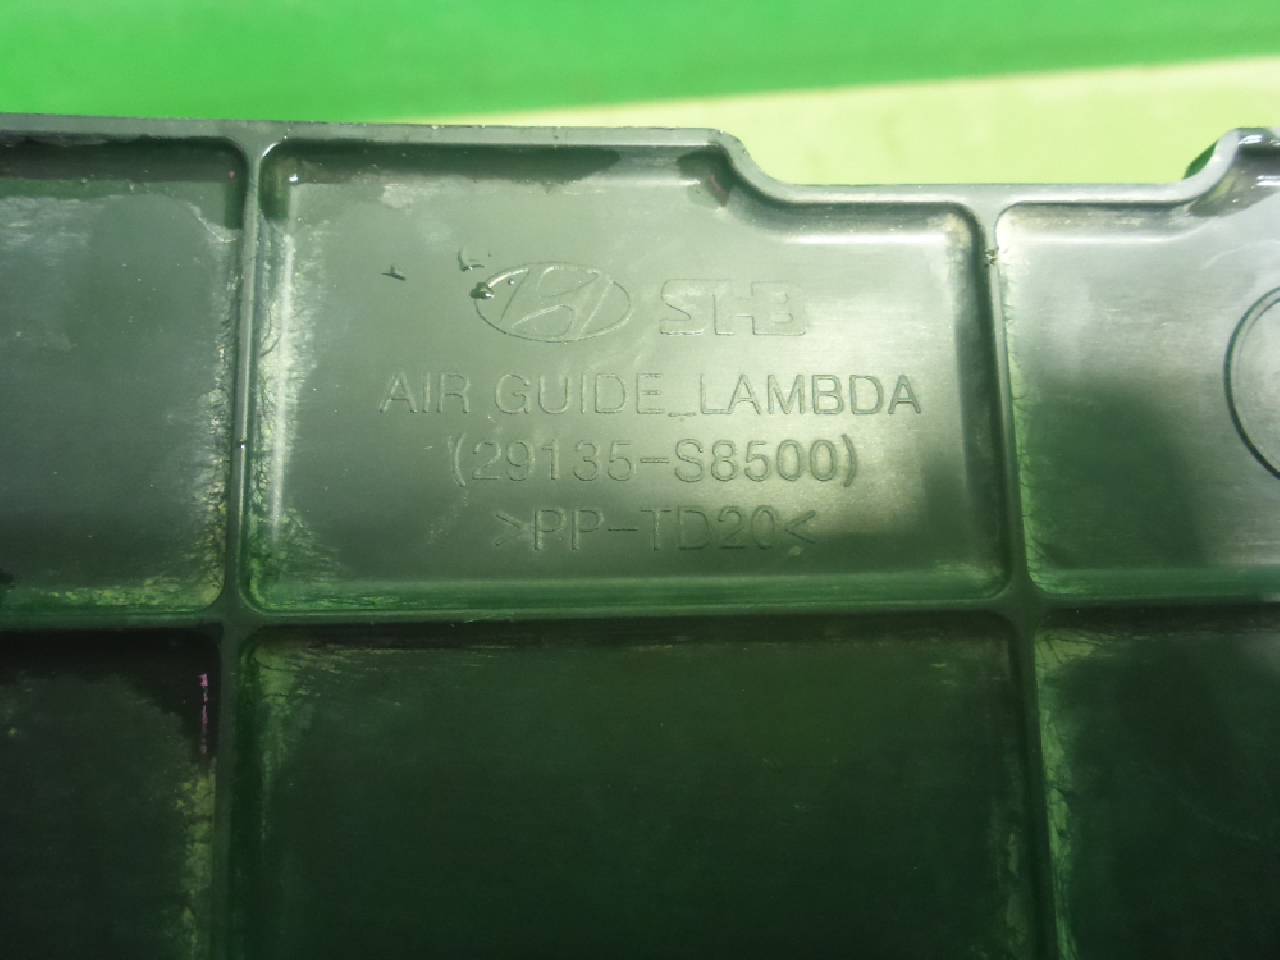 SHB
AIR GUIDE_LAMBDA
(29135-S8500)
>PP-TD20<